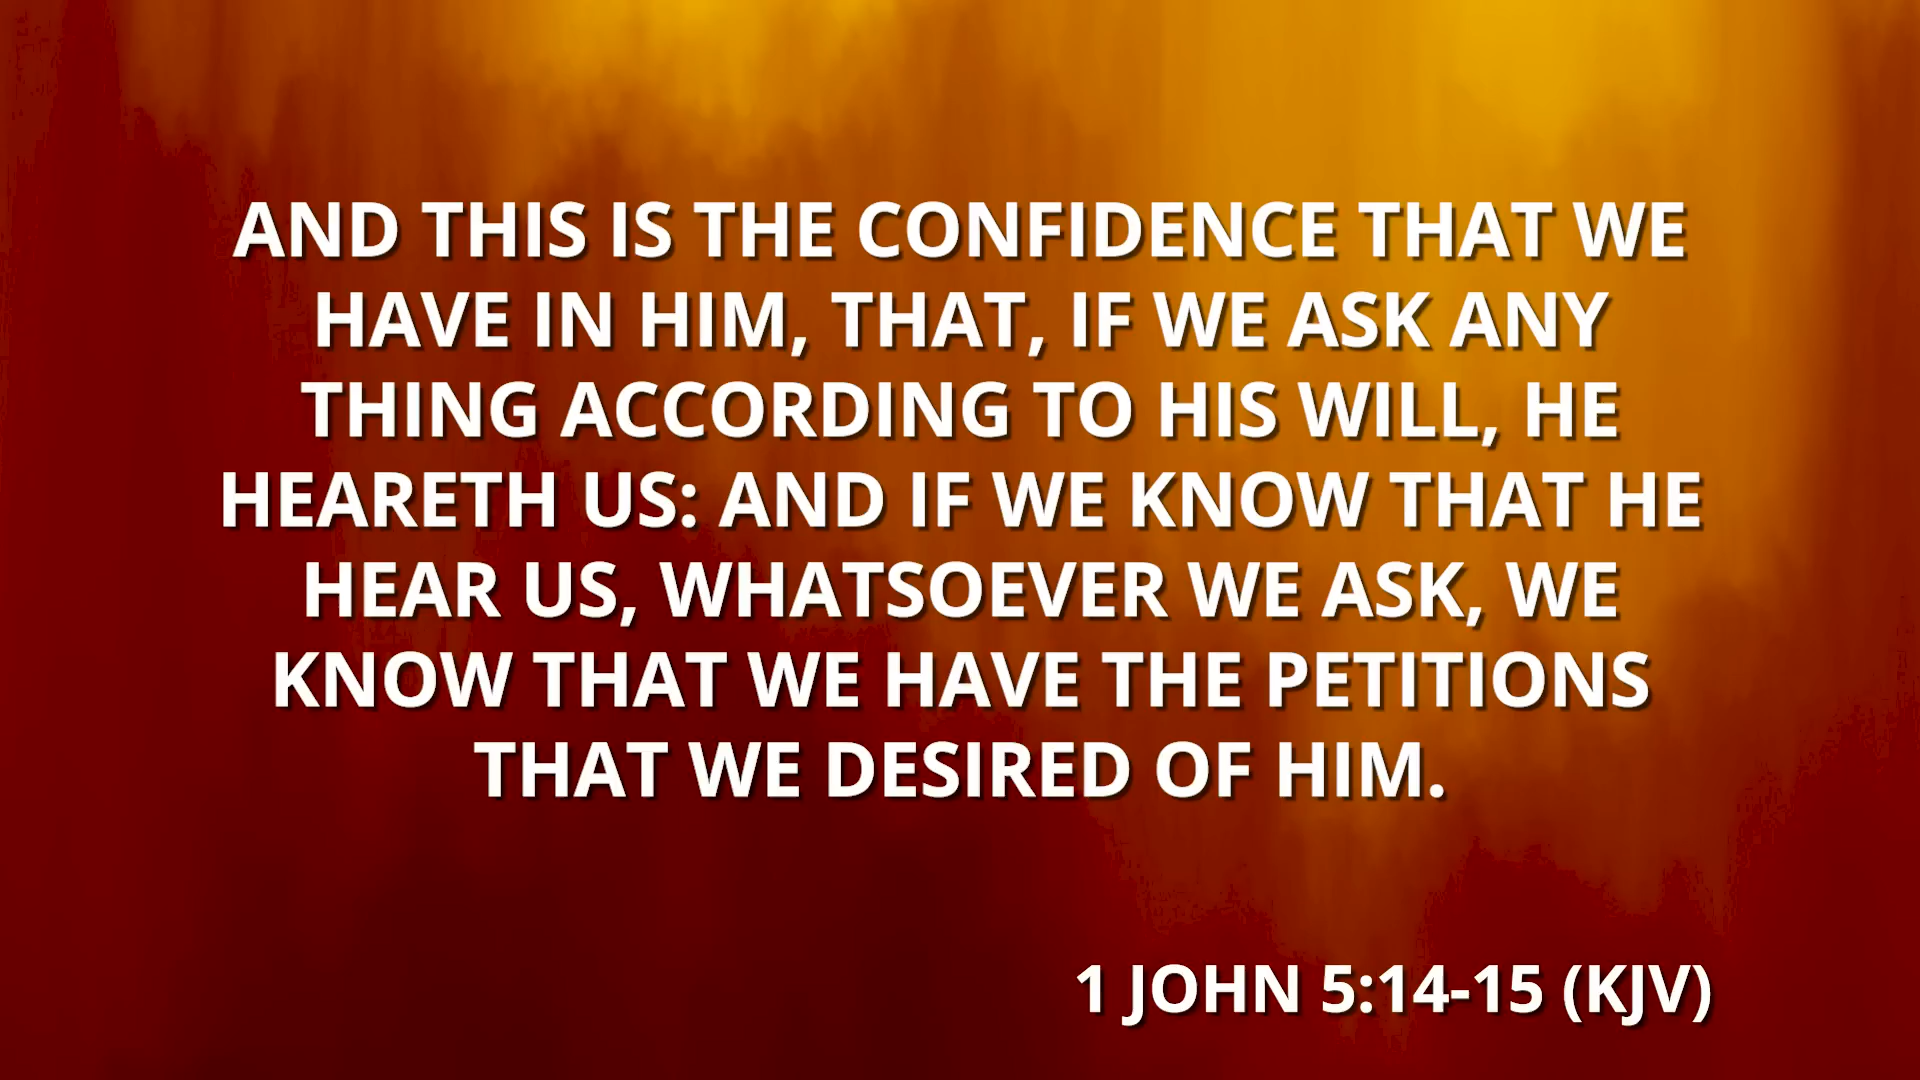 AND THIS IS THE CONFIDENCE THAT WE
HAVE IN HIM, THAT, IF WE ASK ANY
THING ACCORDING TO HIS WILL, HE
HEARETH US: AND IF WE KNOW THAT HE
HEAR US, WHATSOEVER WE ASK, WE
KNOW THAT WE HAVE THE PETITIONS
THAT WE DESIRED OF HIM.
1 JOHN 5:14-15 (KJV)